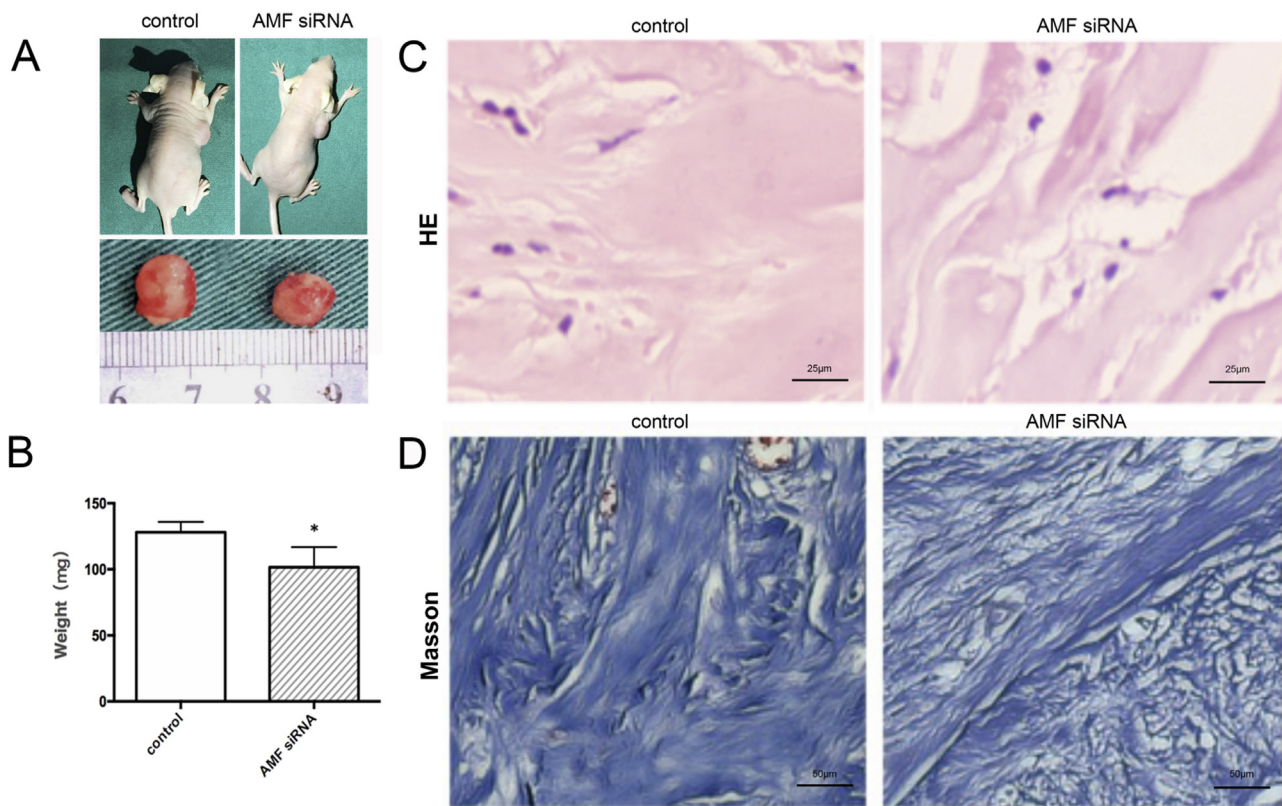 A
control AMF siRNA
6 7 8 9
B
Weight (mg)
150
100
50
0
*
control
AMF siRNA
C
control AMF siRNA
HE
25μm 25μm
D
control AMF siRNA
Masson
50μm 50μm